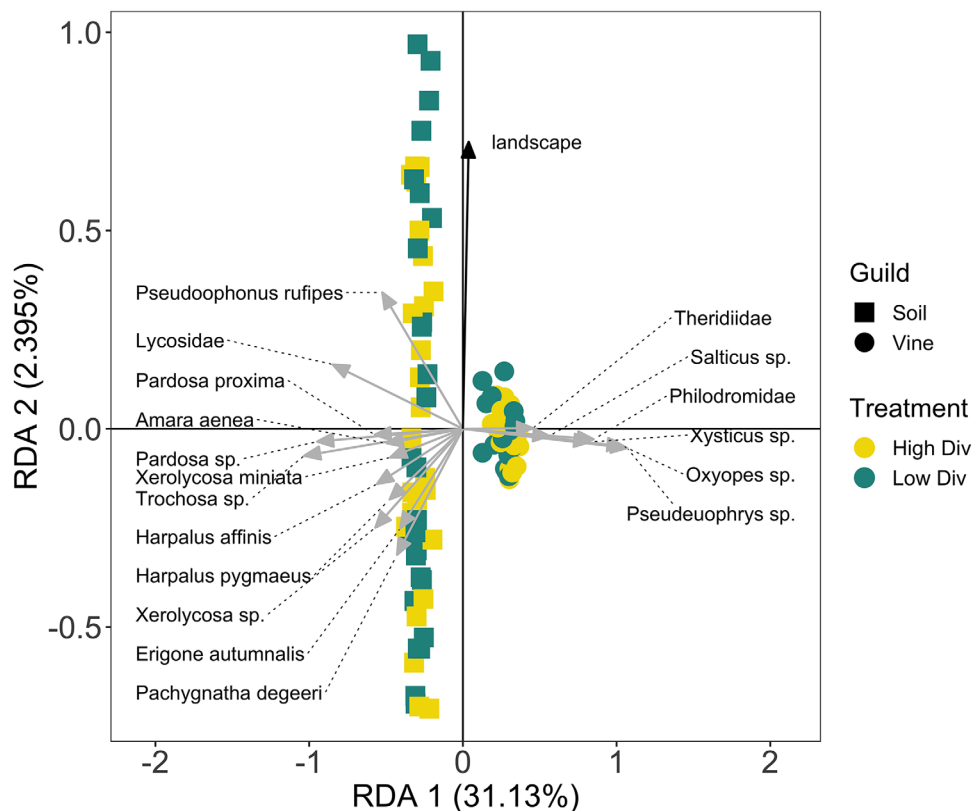 1.0
0.5
0.0
-0.5
RDA 2 (2.395%)
landscape
Pseudoophonus rufipes
Lycosidae
Pardosa proxima
Amara aenea
Pardosa sp.
Xerolycosa miniata
Trochosa sp.
Harpalus affinis
Harpalus pygmaeus
Xerolycosa sp.
Erigone autumnalis
Pachygnatha degeeri
Theridiidae
Salticus sp.
Philodromidae
Xysticus sp.
Oxyopes sp.
Pseudeuophrys sp.
-2
-1
0
1
2
RDA 1 (31.13%)
Guild
Soil
Vine
Treatment
High Div
Low Div